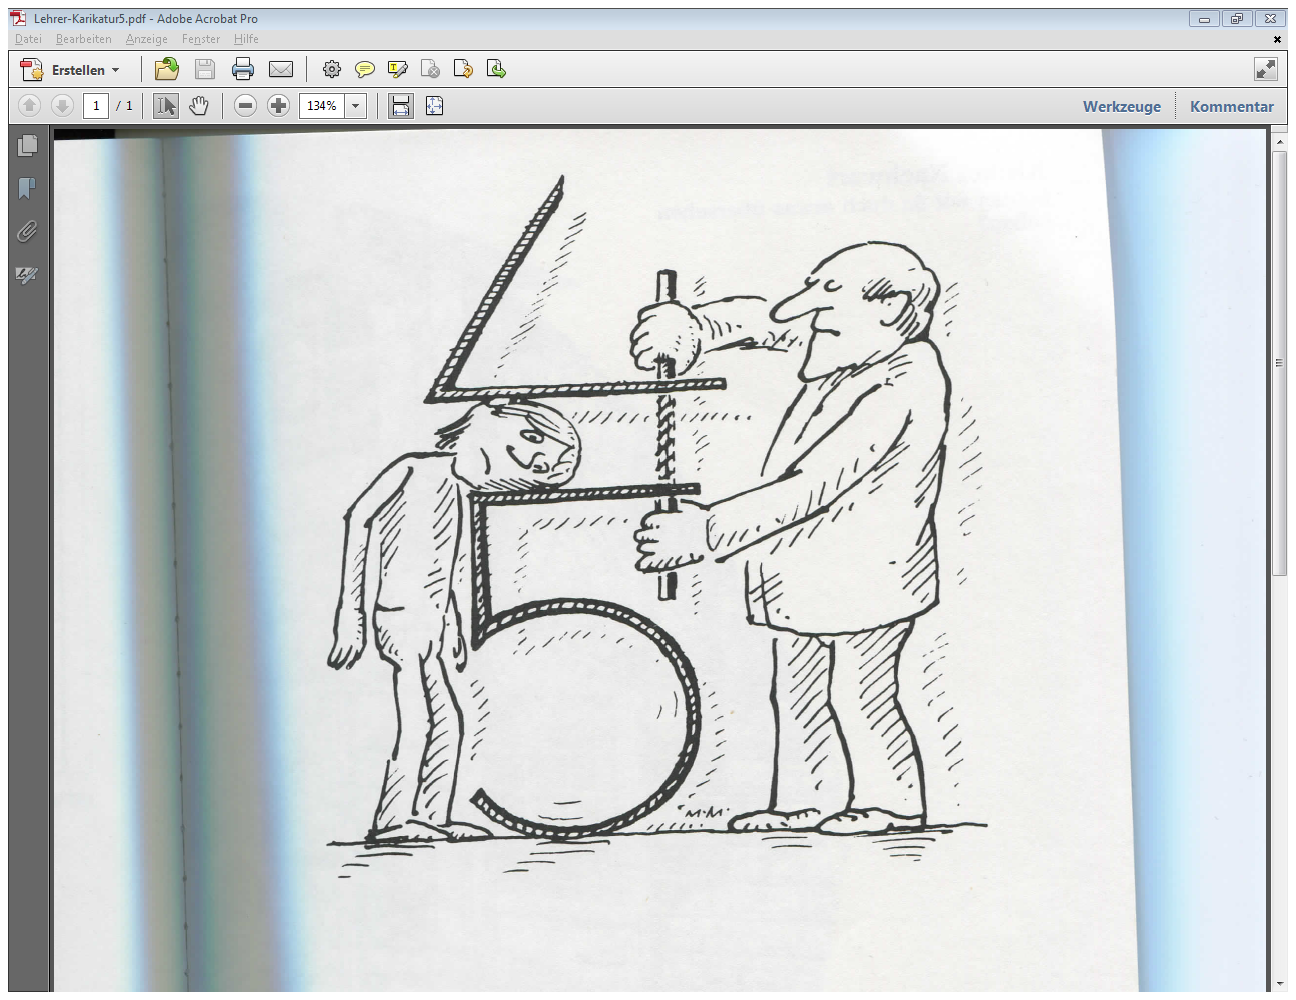 Lehrer-Karikatur5.pdf - Adobe Acrobat Pro
Datei Bearbeiten Anzeige Fenster Hilfe
Erstellen
1 / 1 134% Werkzeuge Kommentar
M.M.